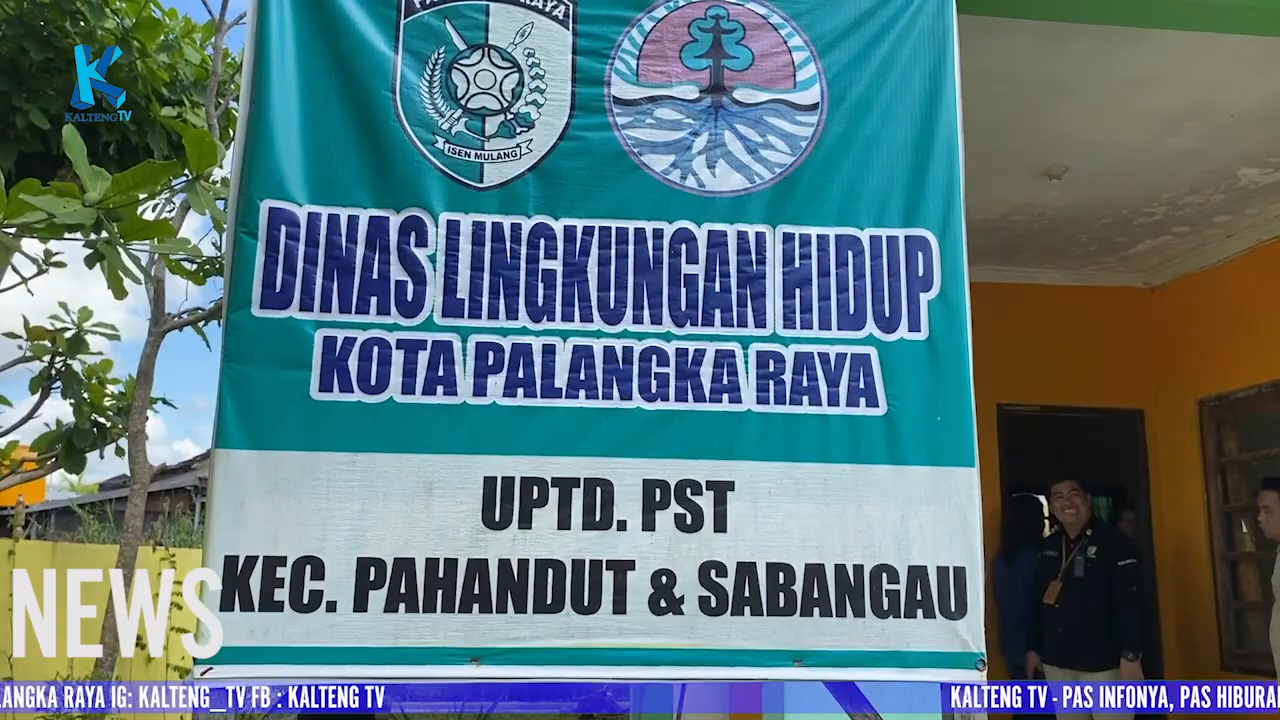 KALTENG TV
ISEN MULANG
DINAS LINGKUNGAN HIDUP
KOTA PALANGKA RAYA
UPTD. PST
KEC. PAHANDUT & SABANGAU
NEWS
LANGKA RAYA IG: KALTENG_TV FB : KALTENG TV
KALTENG TV - PAS INFONYA, PAS HIBURA